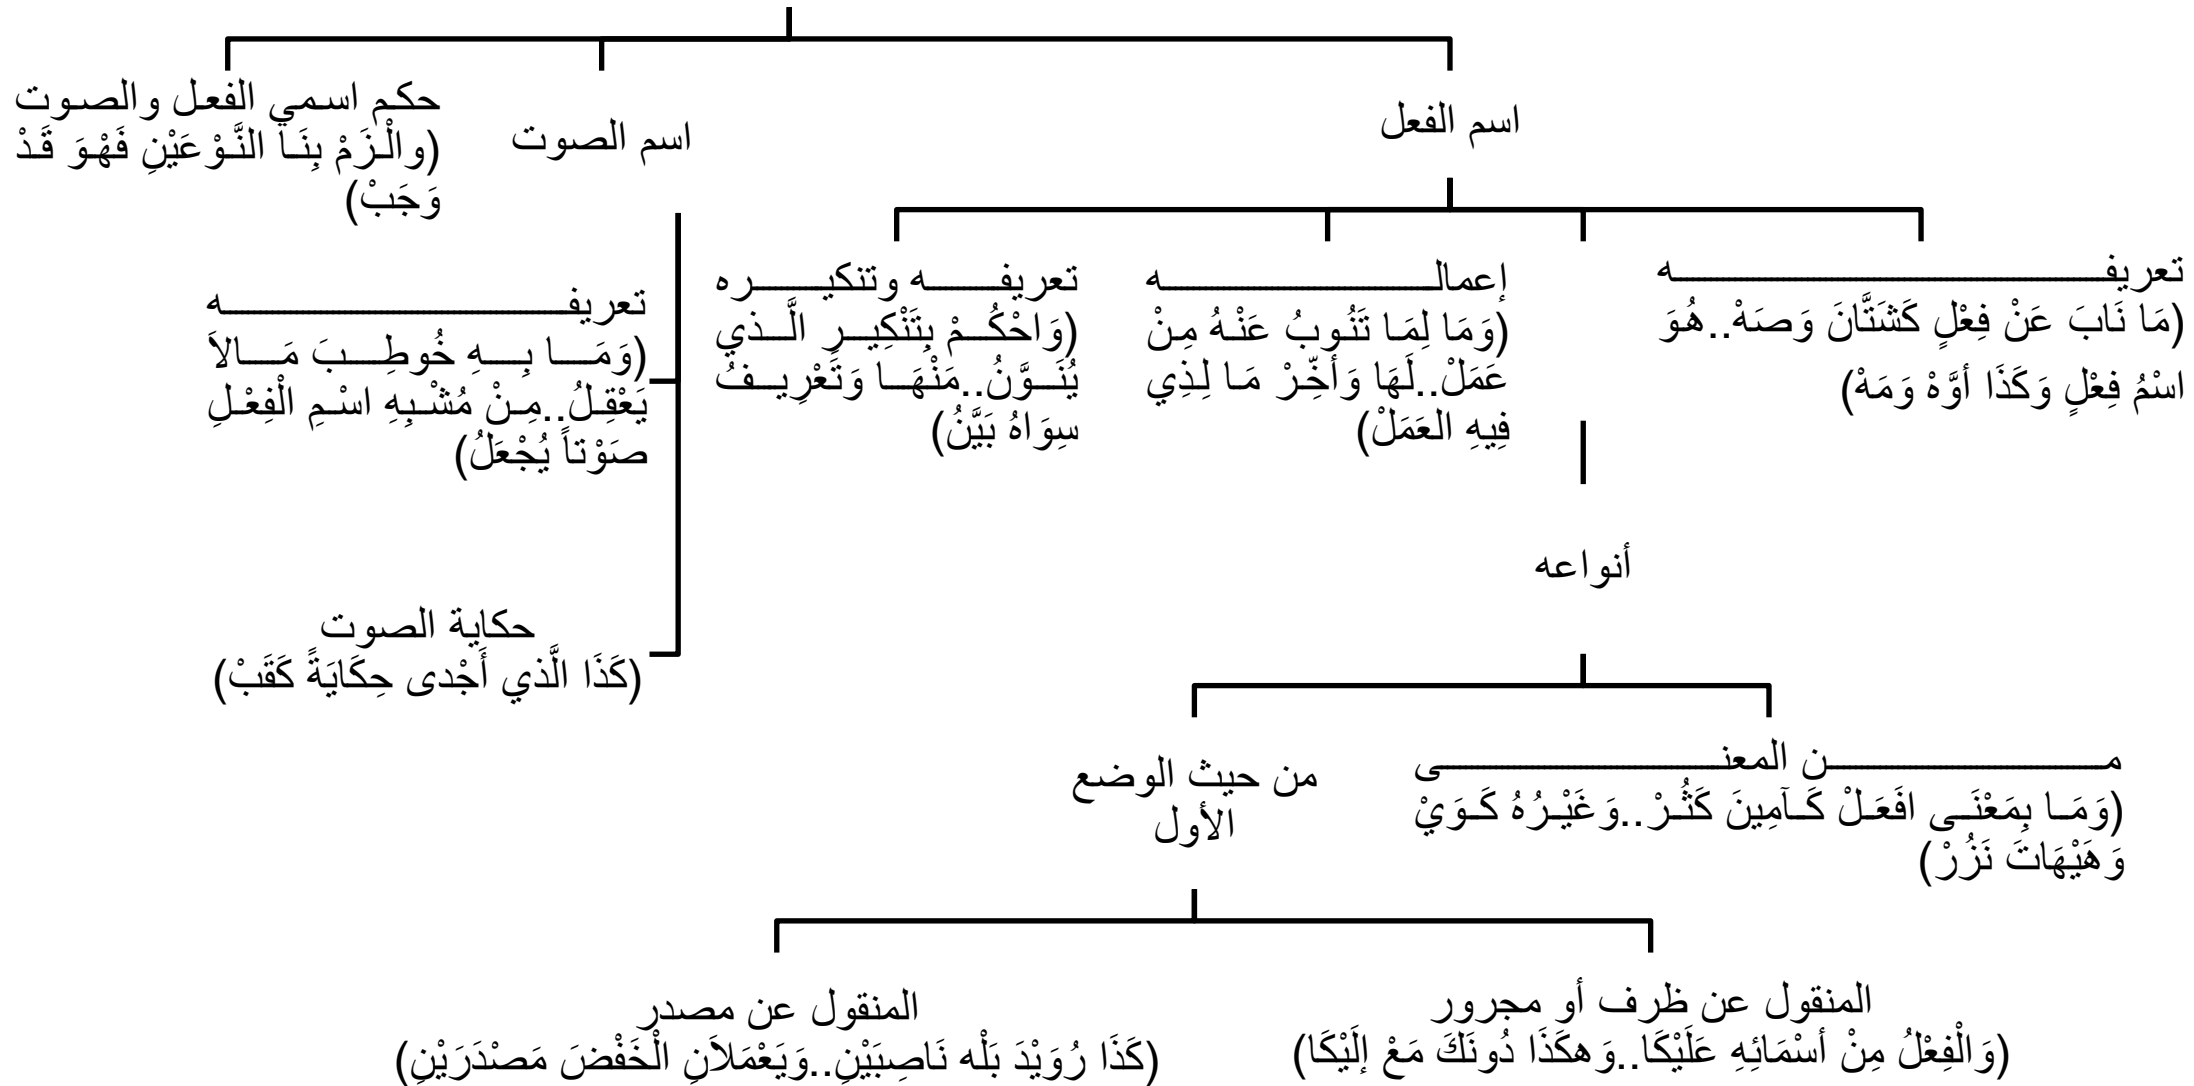 اسم الفعل
اسم الصوت
حكم اسمي الفعل والصوت
(والْزَمْ بِنَا النَّوْعَيْنِ فَهْوَ قَدْ
وَجَبْ)
تعريفه
(مَا نَابَ عَنْ فِعْلٍ كَشَتَّانَ وَصَهْ..هُوَ
اسْمُ فِعْلٍ وَكَذَا أوَّهْ وَمَهْ)
إعماله
(وَمَا لِمَا تَنُوبُ عَنْهُ مِنْ
عَمَلْ..لَهَا وَأخِّرْ مَا لِذِي
فِيهِ العَمَلْ)
تعريفه وتنكيره
(وَاحْكُمْ بِتَنْكِيرِ الَّذي
يُنَوَّنُ..مَنْهَا وَتَعْرِيفُ
سِوَاهُ بَيَّنُ)
تعريفه
(وَمَا بِهِ خُوطِبَ مَالاَ
يَعْقِلُ..مِنْ مُشْبِهِ اسْمِ الْفِعْلِ
صَوْتاً يُجْعَلُ)
حكاية الصوت
(كَذَا الَّذي أَجْدى حِكَايَةً كَقَبْ)
أنواعه
من المعنى
(وَمَا بِمَعْنَى افَعَلْ كَآمِينَ كَثُرْ..وَغَيْرُهُ كَوَيْ
وَهَيْهَاتَ نَزُرْ)
من حيث الوضع
الأول
المنقول عن ظرف أو مجرور
(وَالْفِعْلُ مِنْ أسْمَائِهِ عَلَيْكَا..وَهكَذَا دُونَكَ مَعْ إلَيْكَا)
المنقول عن مصدر
(كَذَا رُوَيْدَ بَلْه نَاصِبَيْنِ..وَيَعْمَلاَنِ الْخَفْضَ مَصْدَرَيْنِ)